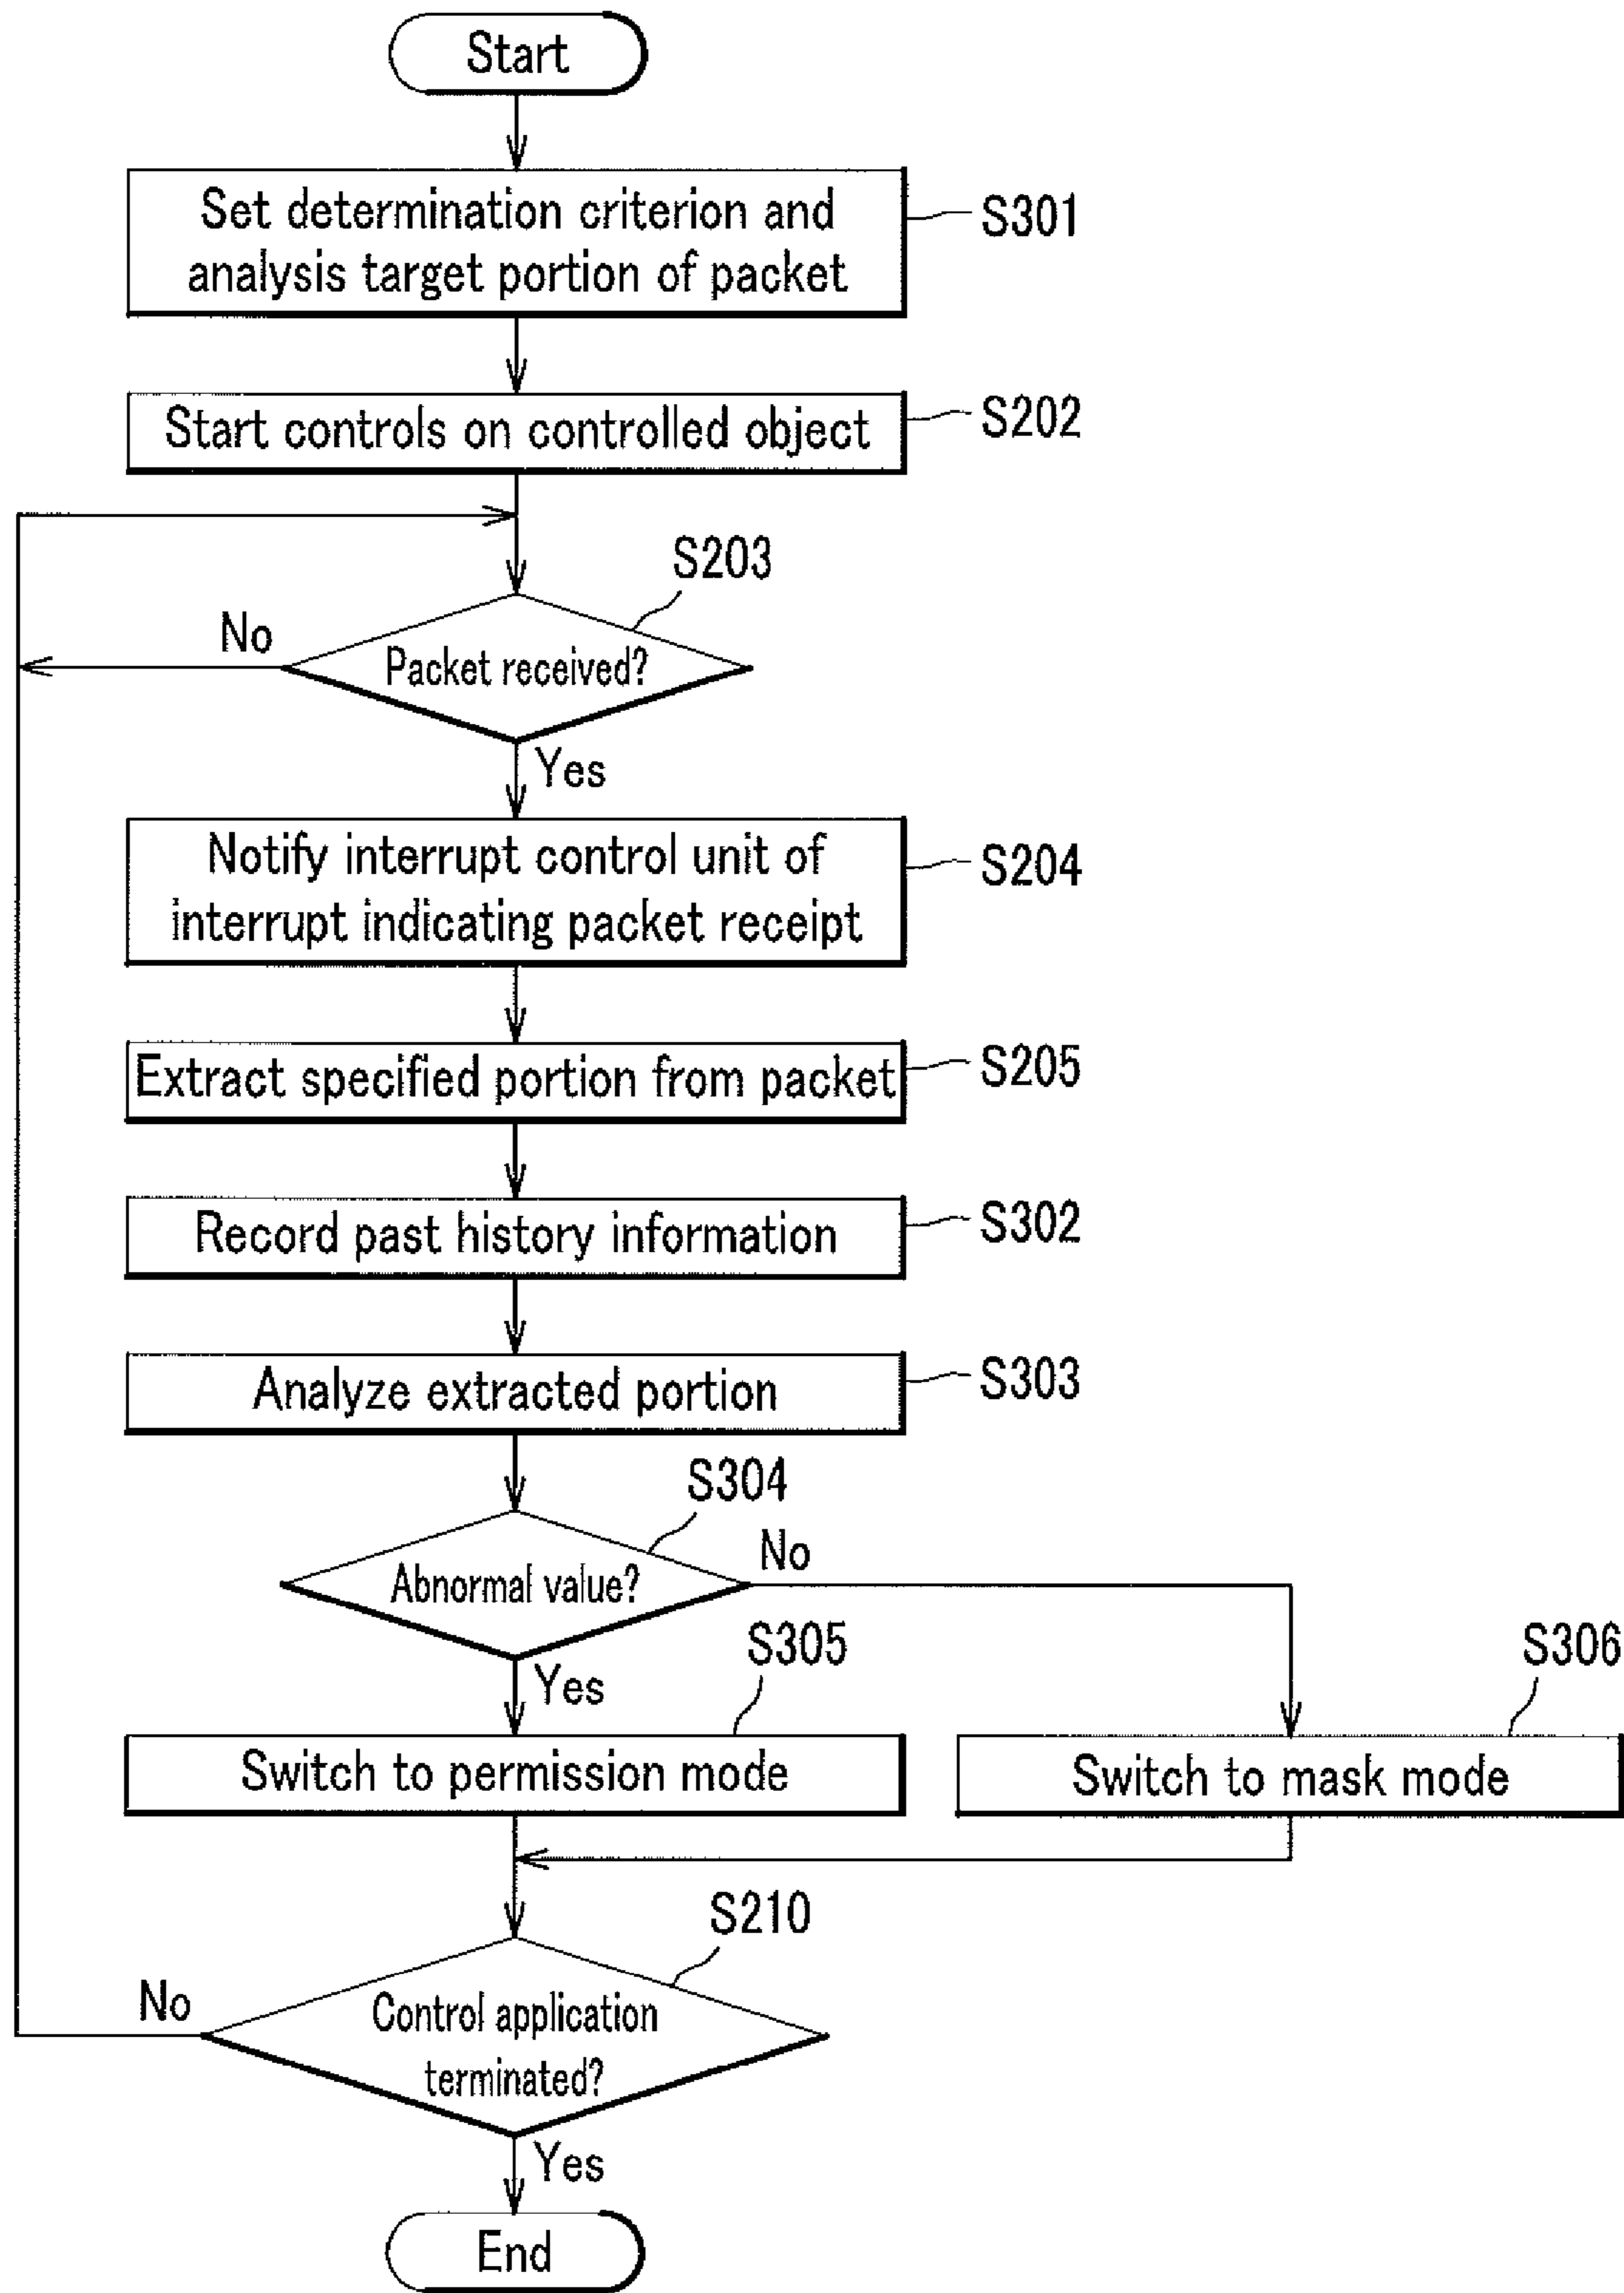 Start
Set determination criterion and
analysis target portion of packet
S301
Start controls on controlled object
S202
S203
No
Packet received?
Yes
Notify interrupt control unit of
interrupt indicating packet receipt
S204
Extract specified portion from packet
S205
Record past history information
S302
Analyze extracted portion
S303
S304
Abnormal value?
No
Yes
S305
S306
Switch to permission mode
Switch to mask mode
S210
No
Control application
terminated?
Yes
End